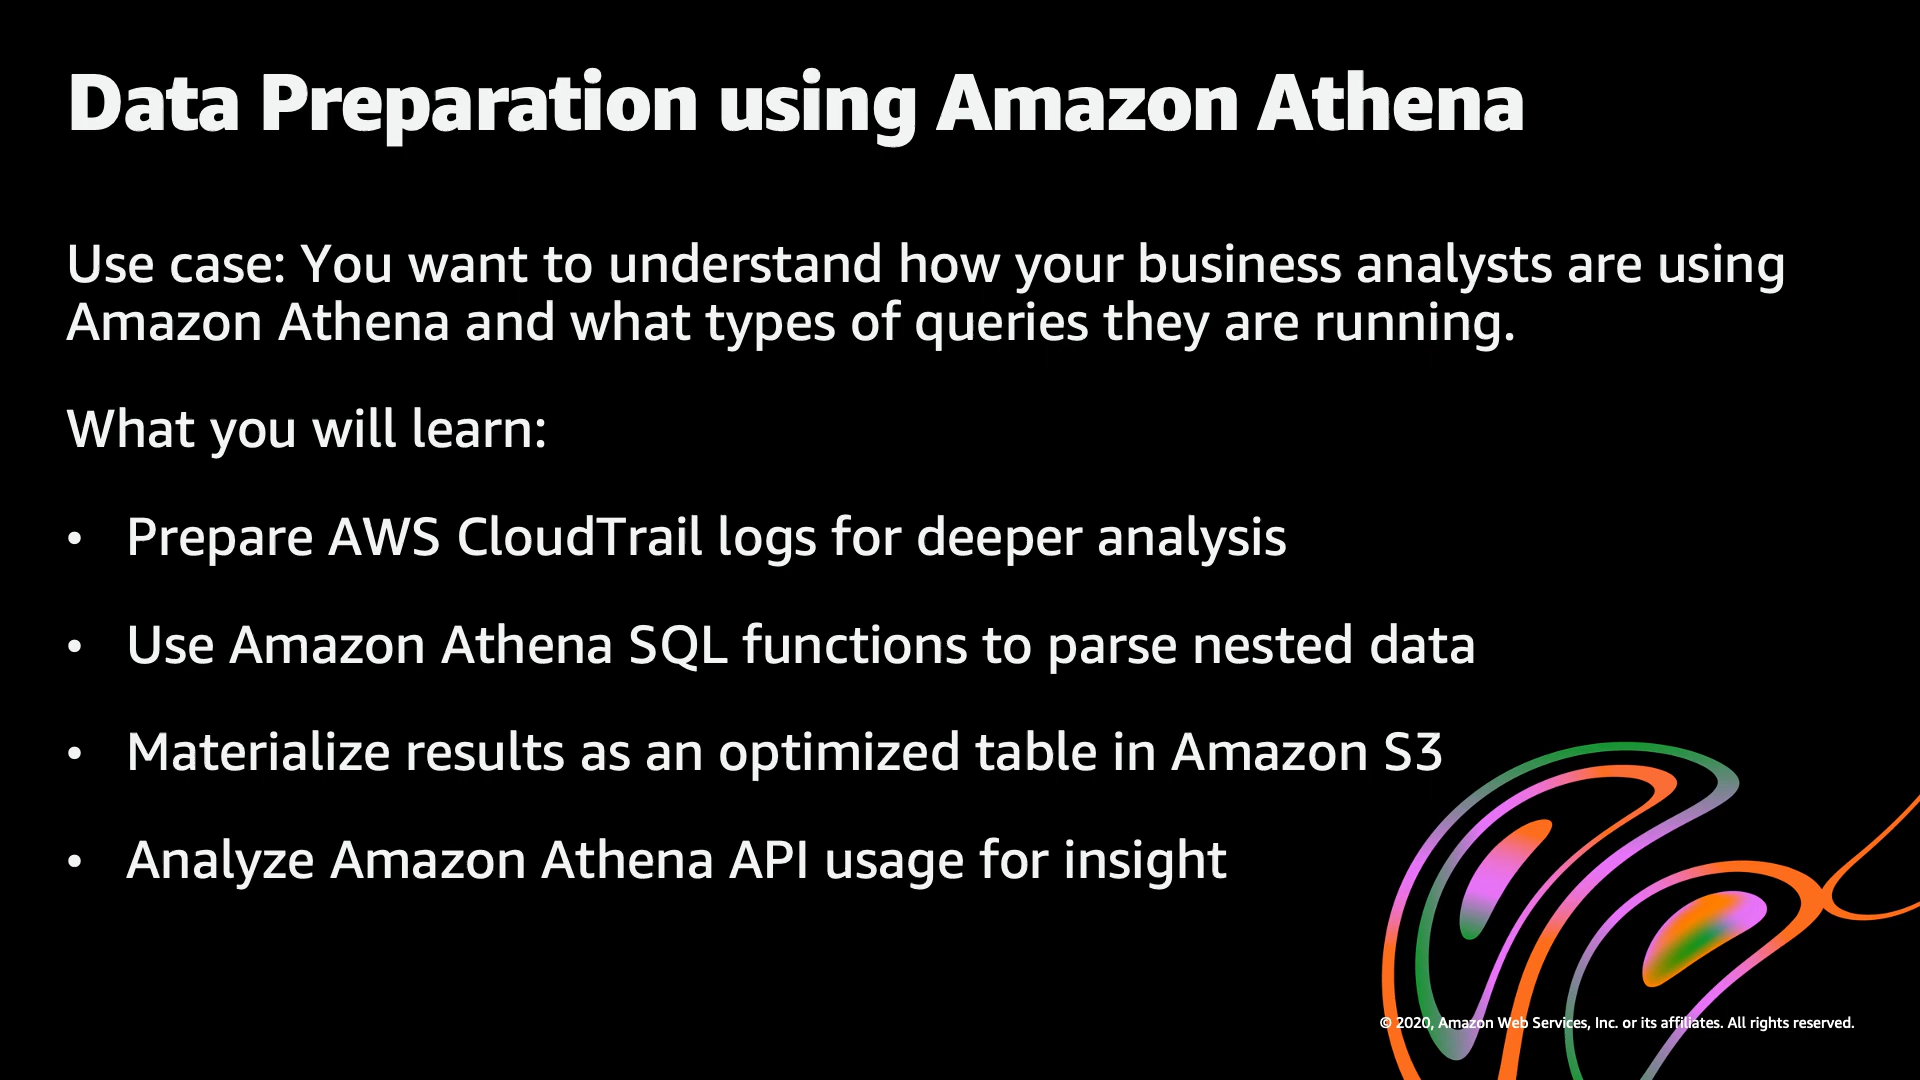 Data Preparation using Amazon Athena
Use case: You want to understand how your business analysts are using
Amazon Athena and what types of queries they are running.
What you will learn:
• Prepare AWS CloudTrail logs for deeper analysis
• Use Amazon Athena SQL functions to parse nested data
• Materialize results as an optimized table in Amazon S3
• Analyze Amazon Athena API usage for insight
© 2020, Amazon Web Services, Inc. or its affiliates. All rights reserved.